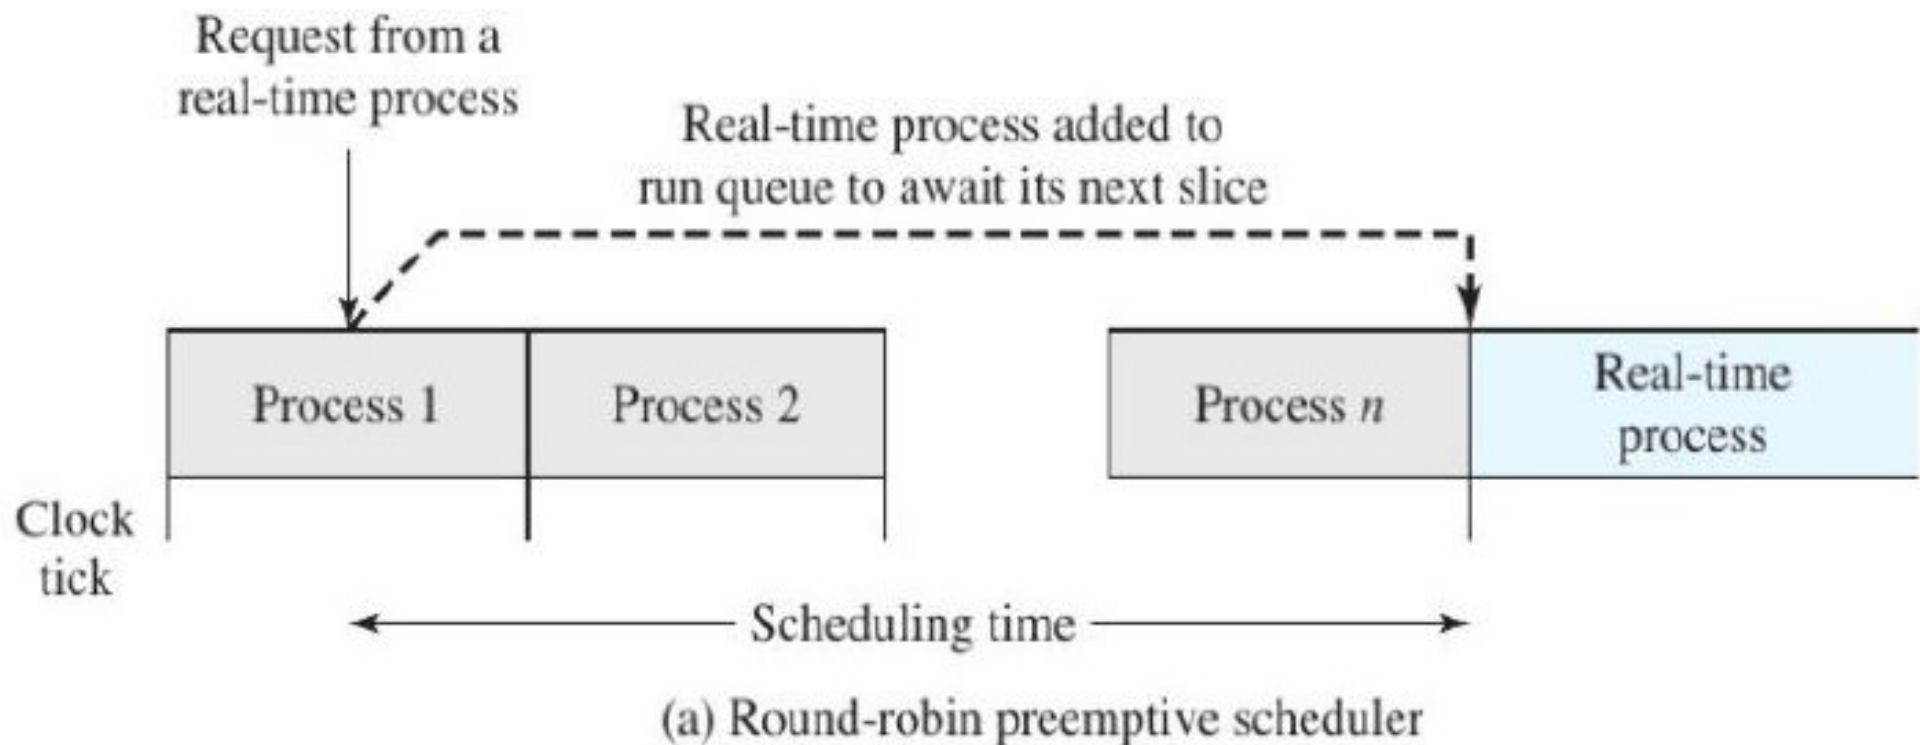 Request from a
real-time process
Real-time process added to
run queue to await its next slice
Process 1
Process 2
Process n
Real-time
process
Clock
tick
Scheduling time
(a) Round-robin preemptive scheduler